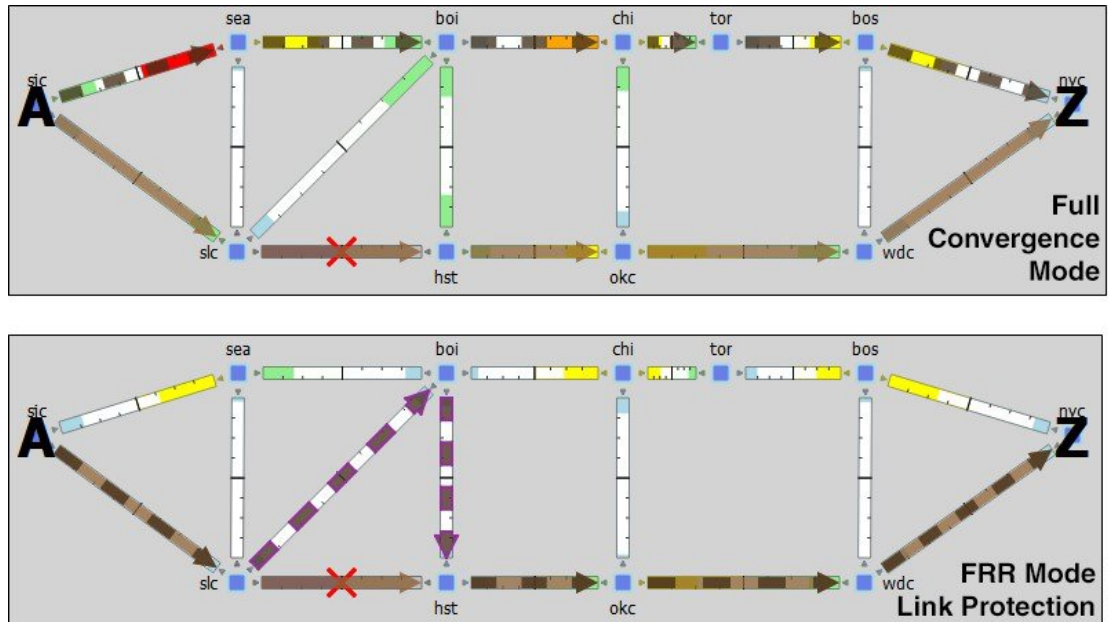 sea boi chi tor bos
sjc nyc
A Z
slc hst okc wdc
Full
Convergence
Mode
sea boi chi tor bos
sjc nyc
A Z
slc hst okc wdc
FRR Mode
Link Protection